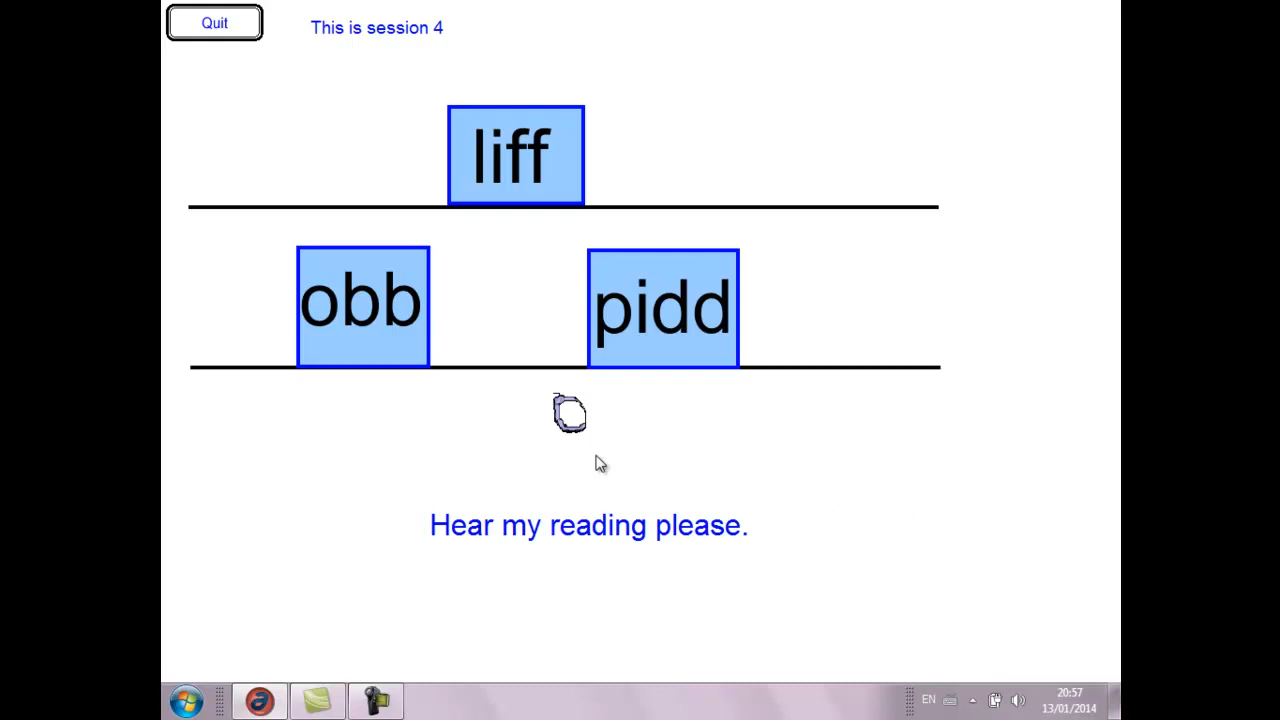 Quit
This is session 4
liff
obb
pidd
Hear my reading please.
EN
20:57
13/01/2014